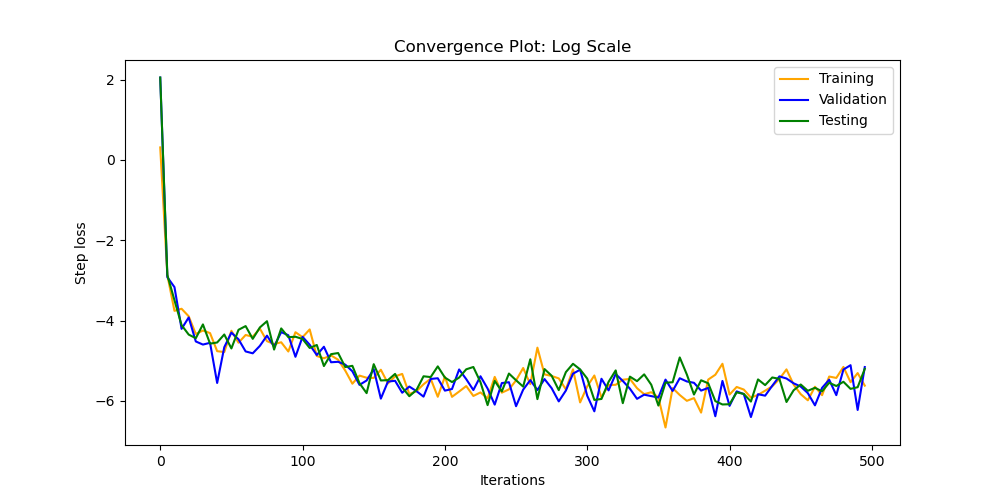 Convergence Plot: Log Scale
Training
Validation
Testing
Step loss
2
0
−2
−4
−6
0 100 200 300 400 500
Iterations